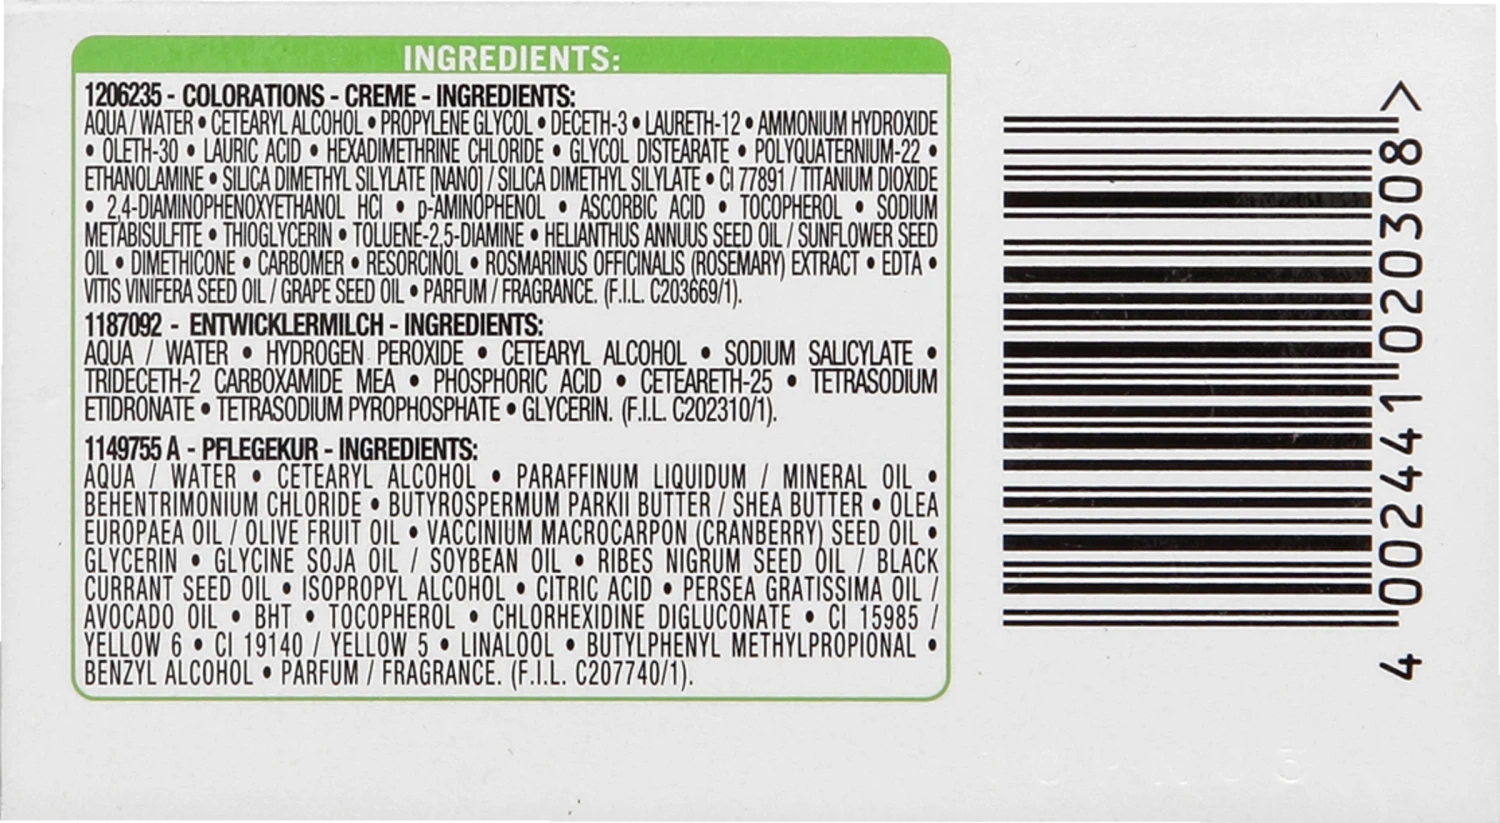 INGREDIENTS:
1206235 - COLORATIONS - CREME - INGREDIENTS:
AQUA / WATER • CETEARYL ALCOHOL • PROPYLENE GLYCOL • DECETH-3 • LAURETH-12 • AMMONIUM HYDROXIDE
• OLETH-30 • LAURIC ACID • HEXADIMETHRINE CHLORIDE • GLYCOL DISTEARATE • POLYQUATERNIUM-22 •
ETHANOLAMINE • SILICA DIMETHYL SILYLATE [NANO] / SILICA DIMETHYL SILYLATE • CI 77891 / TITANIUM DIOXIDE
• 2,4-DIAMINOPHENOXYETHANOL HCI • p-AMINOPHENOL • ASCORBIC ACID • TOCOPHEROL • SODIUM
METABISULFITE • THIOGLYCERIN • TOLUENE-2,5-DIAMINE • HELIANTHUS ANNUUS SEED OIL / SUNFLOWER SEED
OIL • DIMETHICONE • CARBOMER • RESORCINOL • ROSMARINUS OFFICINALIS (ROSEMARY) EXTRACT • EDTA •
VITIS VINIFERA SEED OIL / GRAPE SEED OIL • PARFUM / FRAGRANCE. (F.I.L. C203669/1).
1187092 - ENTWICKLERMILCH - INGREDIENTS:
AQUA / WATER • HYDROGEN PEROXIDE • CETEARYL ALCOHOL • SODIUM SALICYLATE •
TRIDECETH-2 CARBOXAMIDE MEA • PHOSPHORIC ACID • CETEARETH-25 • TETRASODIUM
ETIDRONATE • TETRASODIUM PYROPHOSPHATE • GLYCERIN. (F.I.L. C202310/1).
1149755 A - PFLEGEKUR - INGREDIENTS:
AQUA / WATER • CETEARYL ALCOHOL • PARAFFINUM LIQUIDUM / MINERAL OIL •
BEHENTRIMONIUM CHLORIDE • BUTYROSPERMUM PARKII BUTTER / SHEA BUTTER • OLEA
EUROPAEA OIL / OLIVE FRUIT OIL • VACCINIUM MACROCARPON (CRANBERRY) SEED OIL •
GLYCERIN • GLYCINE SOJA OIL / SOYBEAN OIL • RIBES NIGRUM SEED OIL / BLACK
CURRANT SEED OIL • ISOPROPYL ALCOHOL • CITRIC ACID • PERSEA GRATISSIMA OIL /
AVOCADO OIL • BHT • TOCOPHEROL • CHLORHEXIDINE DIGLUCONATE • CI 15985 /
YELLOW 6 • CI 19140 / YELLOW 5 • LINALOOL • BUTYLPHENYL METHYLPROPIONAL •
BENZYL ALCOHOL • PARFUM / FRAGRANCE. (F.I.L. C207740/1).
4 002441 020308 >